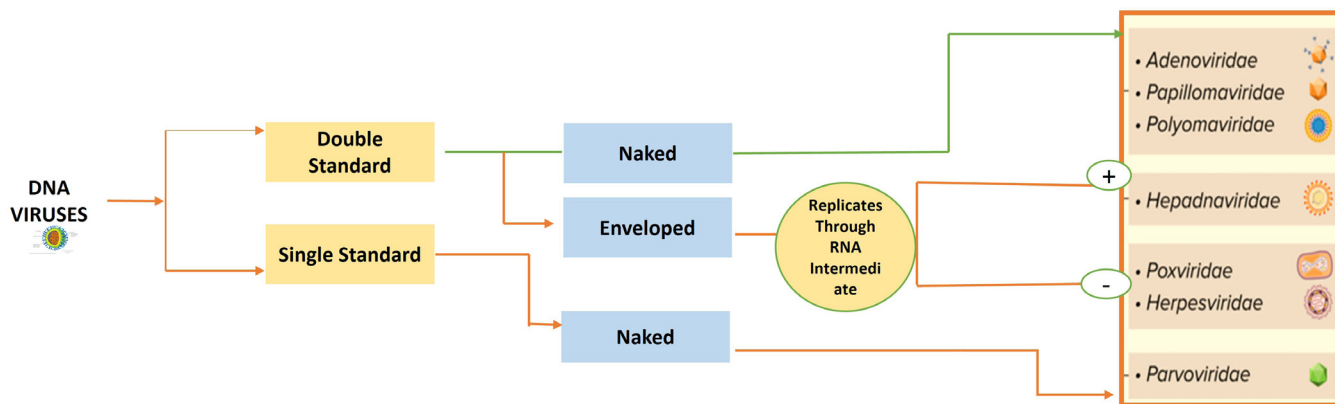 DNA
VIRUSES
Double
Standard
Single Standard
Naked
Enveloped
Naked
Replicates
Through
RNA
Intermedi
ate
+
-
• Adenoviridae
• Papillomaviridae
• Polyomaviridae
• Hepadnaviridae
• Poxviridae
• Herpesviridae
• Parvoviridae